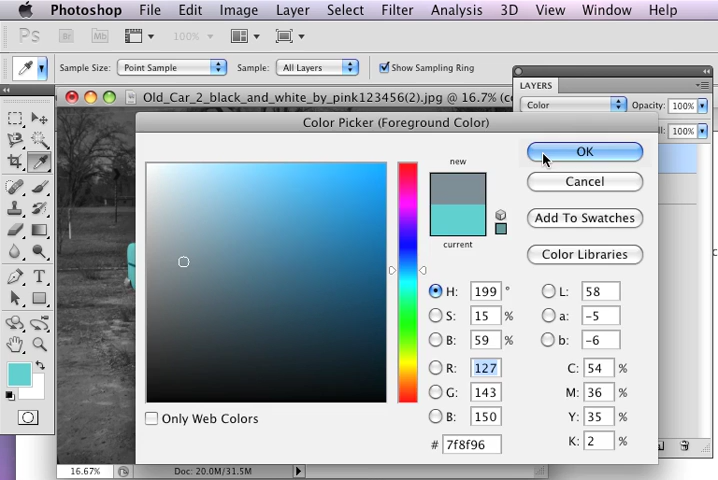 Photoshop File Edit Image Layer Select Filter Analysis 3D View Window Help
Ps Br Mb 100%
Sample Size: Point Sample Sample: All Layers Show Sampling Ring
LAYERS
Old_Car_2_black_and_white_by_pink123456(2).jpg @ 16.7% (co
Color Opacity: 100%
Color Picker (Foreground Color)
100%
new
OK
Cancel
Add To Swatches
current
Color Libraries
H: 199 ° L: 58
S: 15 % a: -5
B: 59 % b: -6
R: 127 C: 54 %
G: 143 M: 36 %
B: 150 Y: 35 %
Only Web Colors
# 7f8f96 K: 2 %
16.67% Doc: 20.0M/31.5M